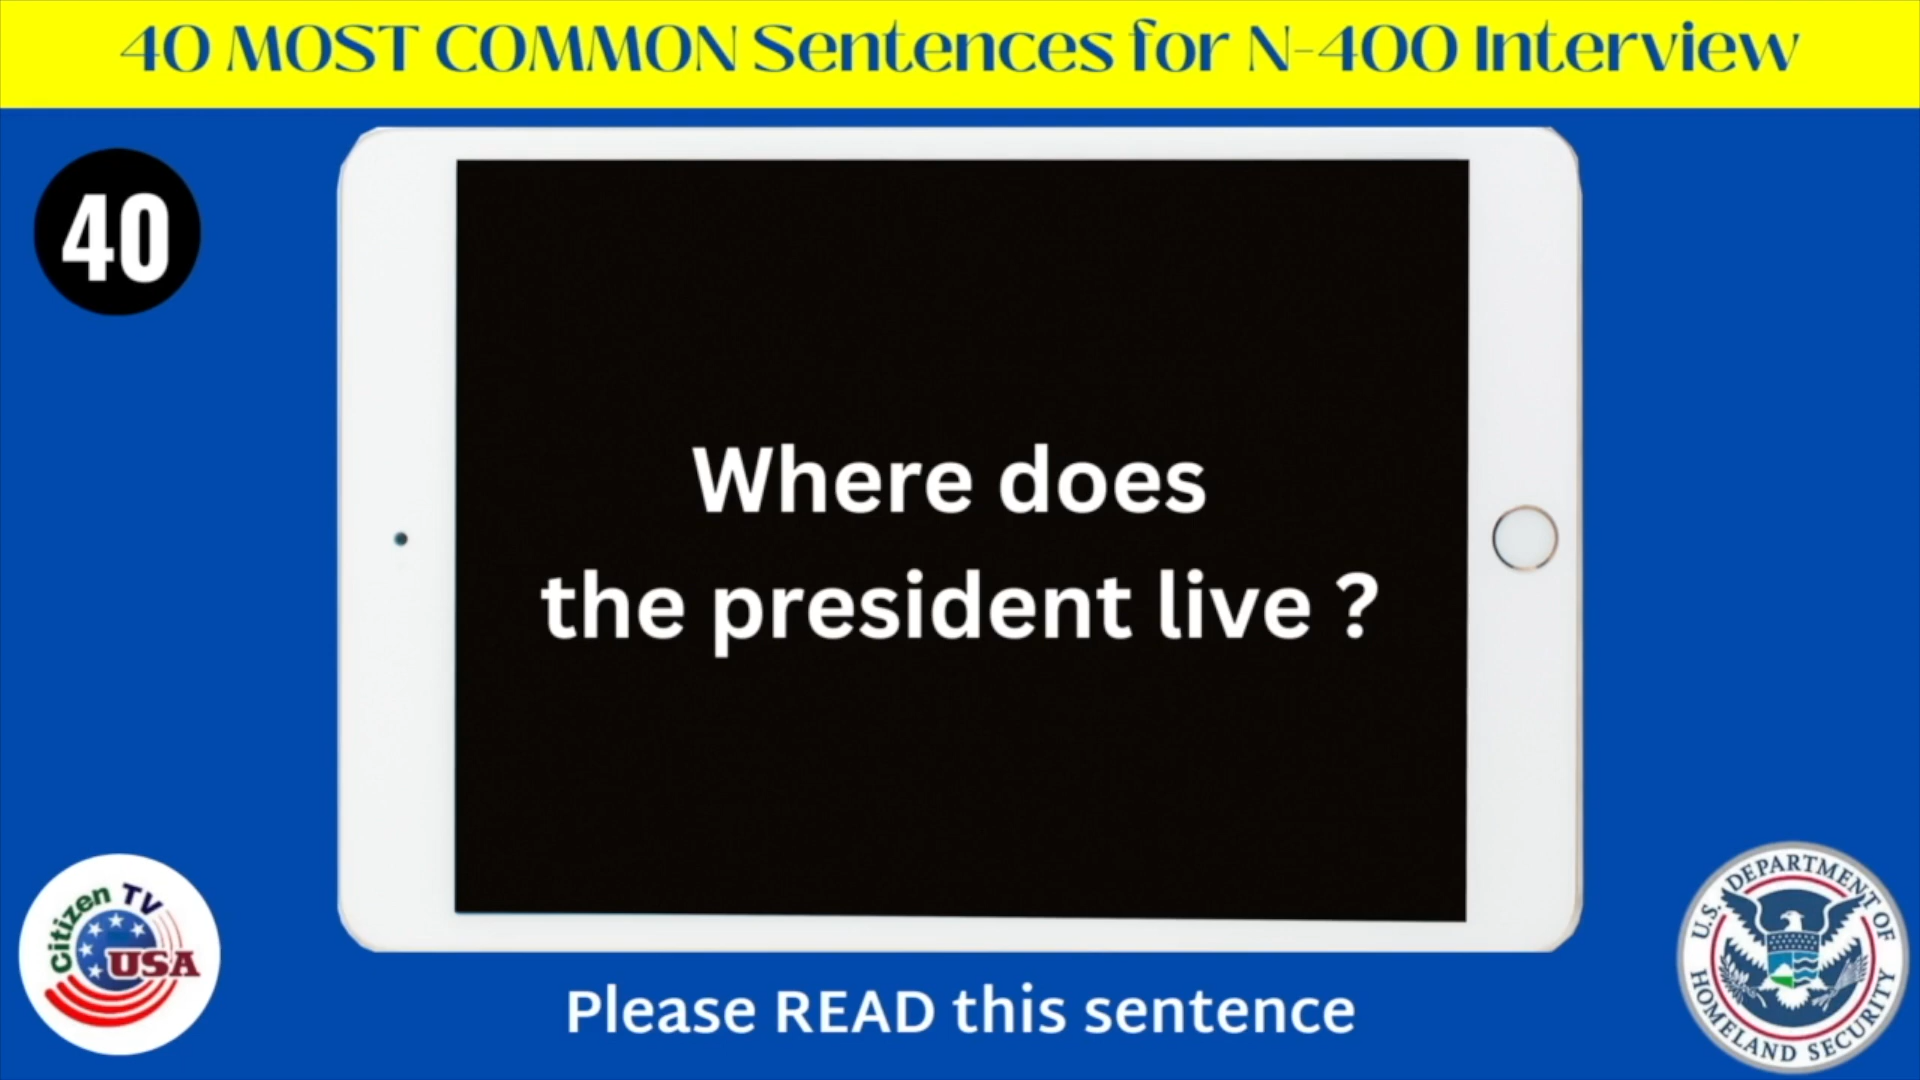 40 MOST COMMON Sentences for N-400 Interview
40
Where does
the president live ?
Citizen TV
USA
U.S. DEPARTMENT OF
HOMELAND SECURITY
Please READ this sentence